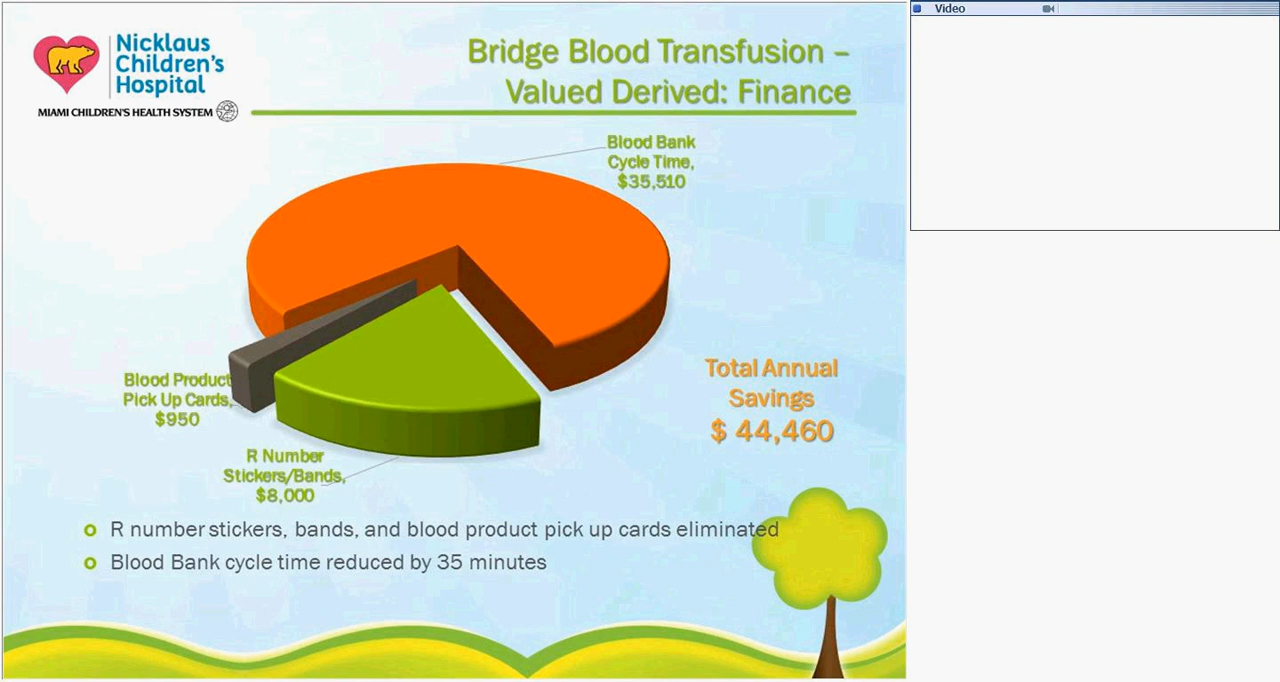 Nicklaus
Children's
Hospital
MIAMI CHILDREN'S HEALTH SYSTEM
Bridge Blood Transfusion –
Valued Derived: Finance
Blood Bank
Cycle Time,
$35,510
Blood Product
Pick Up Cards,
$950
R Number
Stickers/Bands,
$8,000
Total Annual
Savings
$ 44,460
R number stickers, bands, and blood product pick up cards eliminated
Blood Bank cycle time reduced by 35 minutes
Video